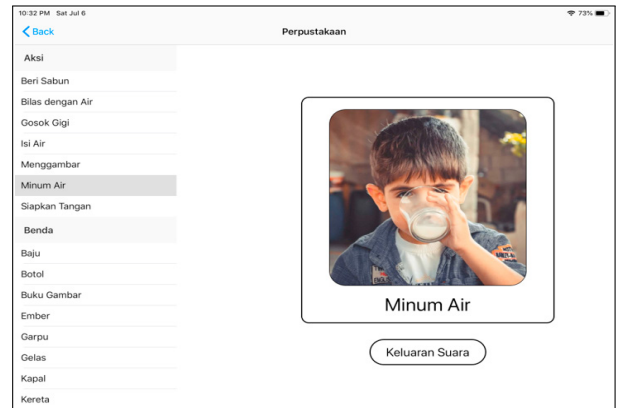 10:32 PM Sat Jul 6
73%
Back
Perpustakaan
Aksi
Beri Sabun
Bilas dengan Air
Gosok Gigi
Isi Air
Menggambar
Minum Air
Siapkan Tangan
Benda
Baju
Botol
Buku Gambar
Ember
Garpu
Gelas
Kapal
Kereta
Minum Air
Keluaran Suara